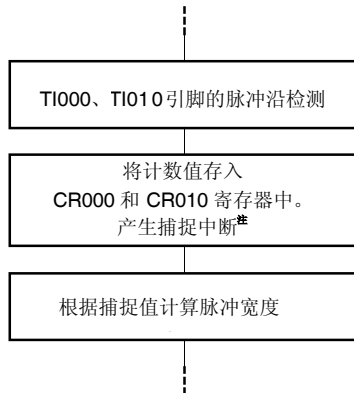 TI000、TI010引脚的脉冲沿检测
将计数值存入
CR000 和 CR010 寄存器中。
产生捕捉中断注
根据捕捉值计算脉冲宽度